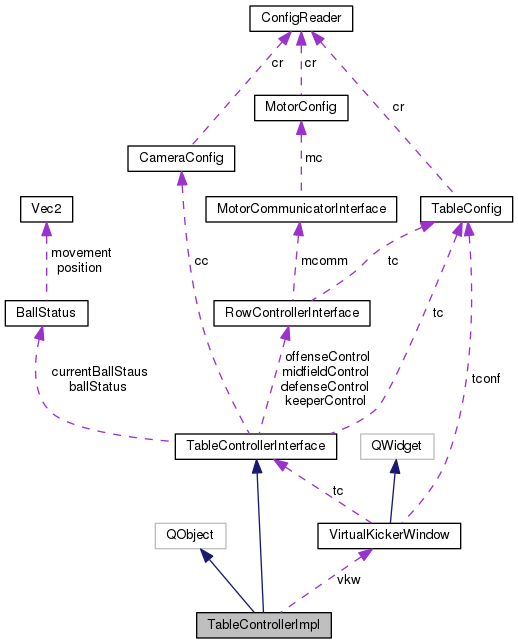 ConfigReader
cr
cr
MotorConfig
cr
CameraConfig
mc
Vec2
MotorCommunicatorInterface
TableConfig
movement
position
cc
mcomm
tc
BallStatus
RowControllerInterface
tc
offenseControl
midfieldControl
defenseControl
keeperControl
currentBallStaus
ballStatus
tconf
TableControllerInterface
QWidget
tc
QObject
VirtualKickerWindow
vkw
TableControllerImpl